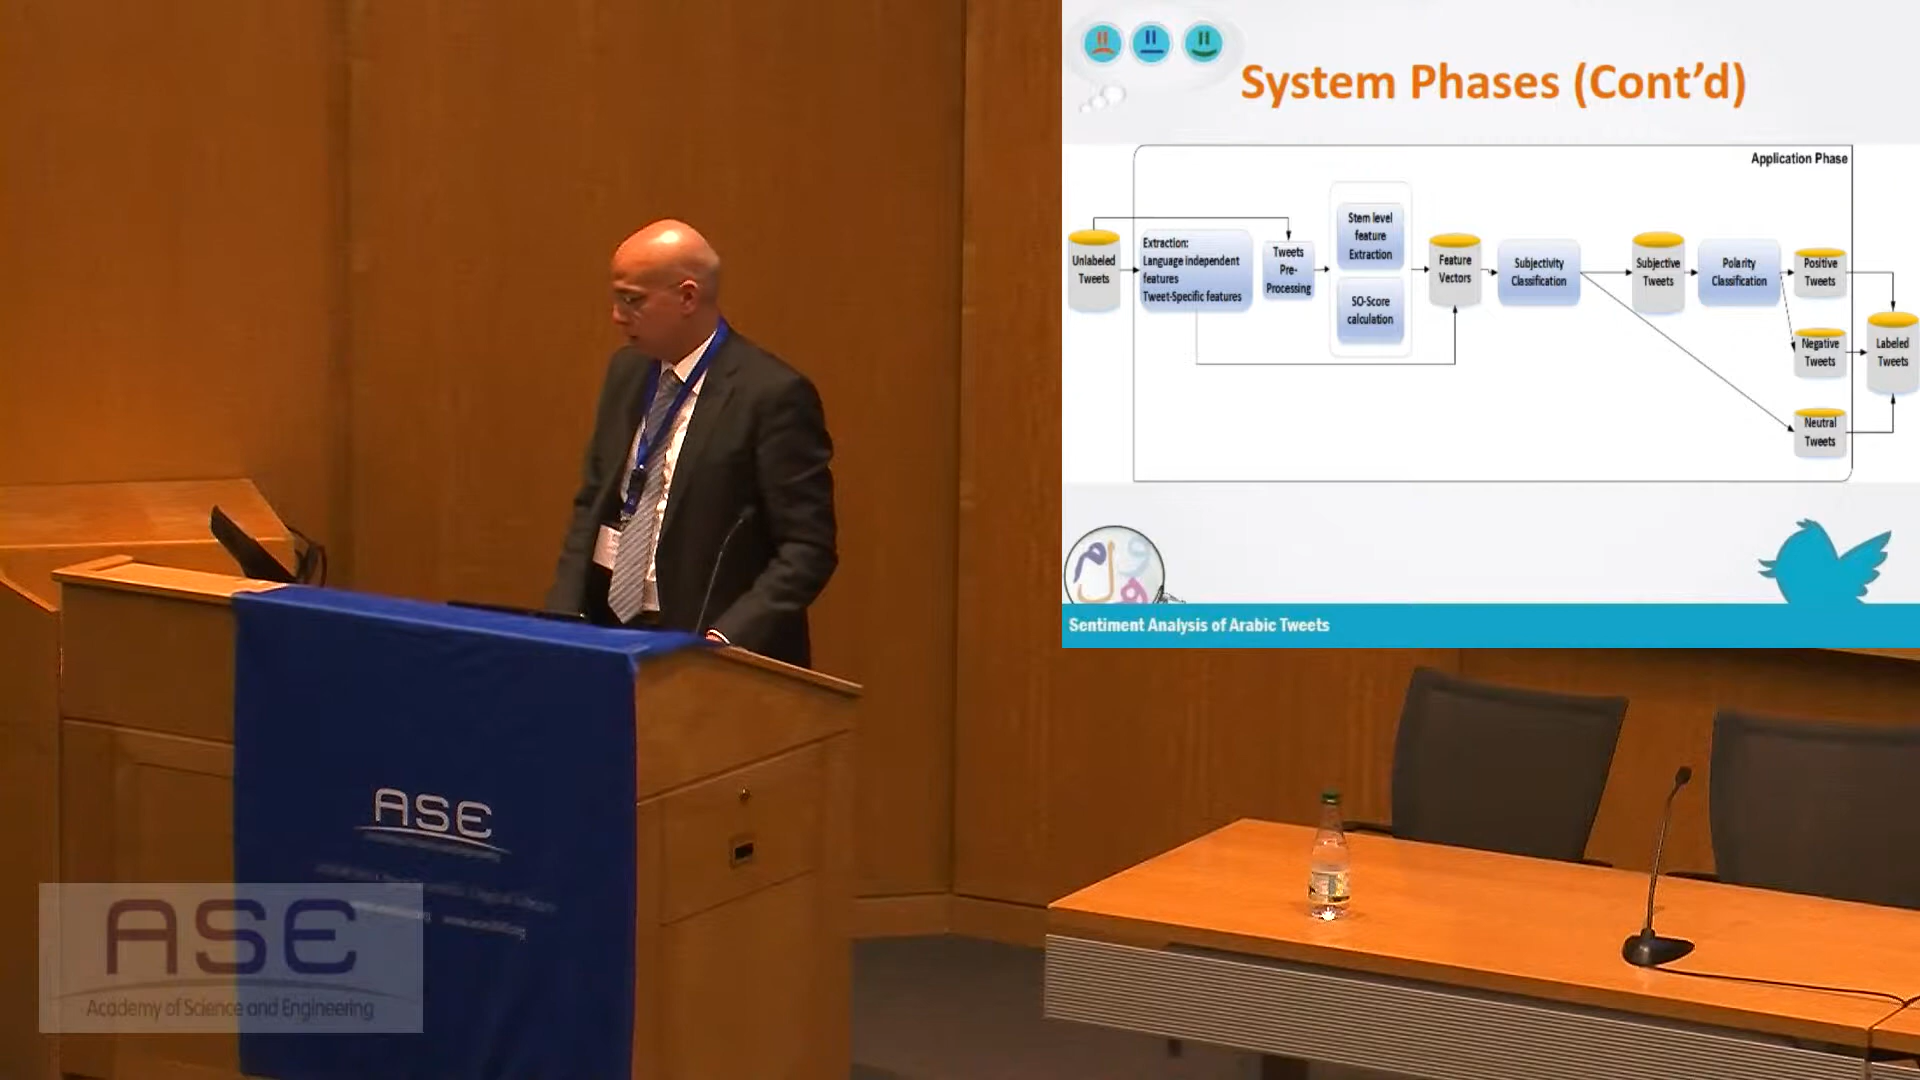 System Phases (Cont’d)
Application Phase
Unlabeled
Tweets
Extraction:
Language independent
features
Tweet-Specific features
Tweets
Pre-
Processing
Stem level
feature
Extraction
SO-Score
calculation
Feature
Vectors
Subjectivity
Classification
Subjective
Tweets
Polarity
Classification
Positive
Tweets
Negative
Tweets
Neutral
Tweets
Labeled
Tweets
Sentiment Analysis of Arabic Tweets
ASE
ASE
Academy of Science and Engineering